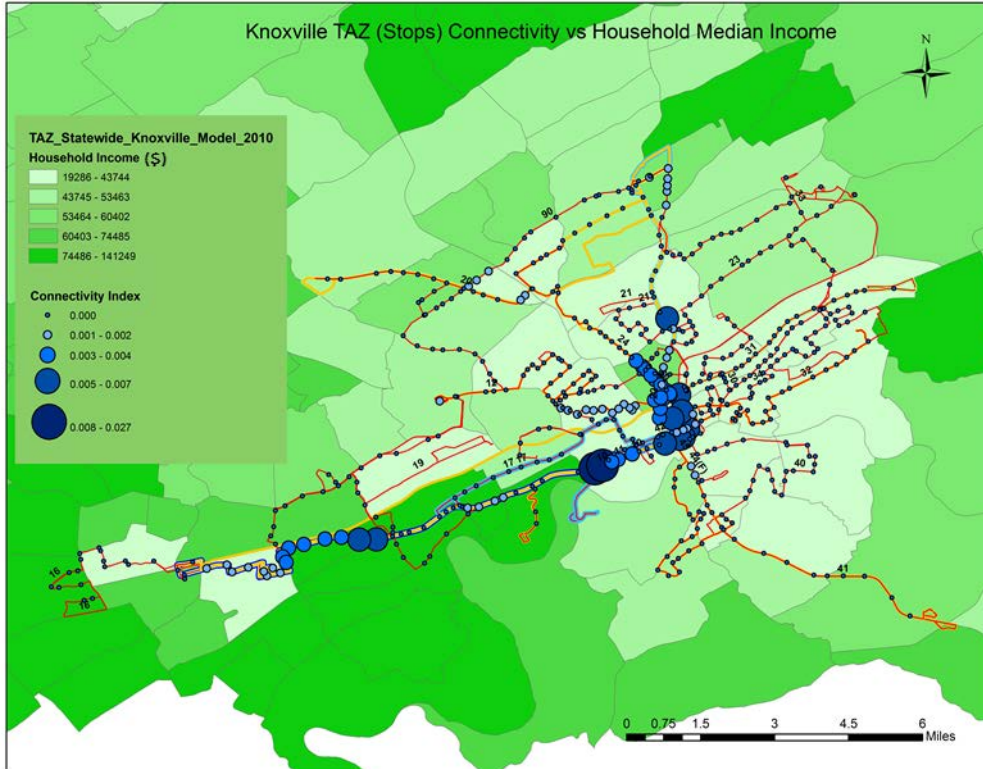 Knoxville TAZ (Stops) Connectivity vs Household Median Income
N
TAZ_Statewide_Knoxville_Model_2010
Household Income ($)
19286 - 43744
43745 - 53463
53464 - 60402
60403 - 74485
74486 - 141249
Connectivity Index
0.000
0.001 - 0.002
0.003 - 0.004
0.005 - 0.007
0.008 - 0.027
90
20
23
21
24
31
32
12
19
17
40
41
16
16
0 0.75 1.5 3 4.5 6
Miles